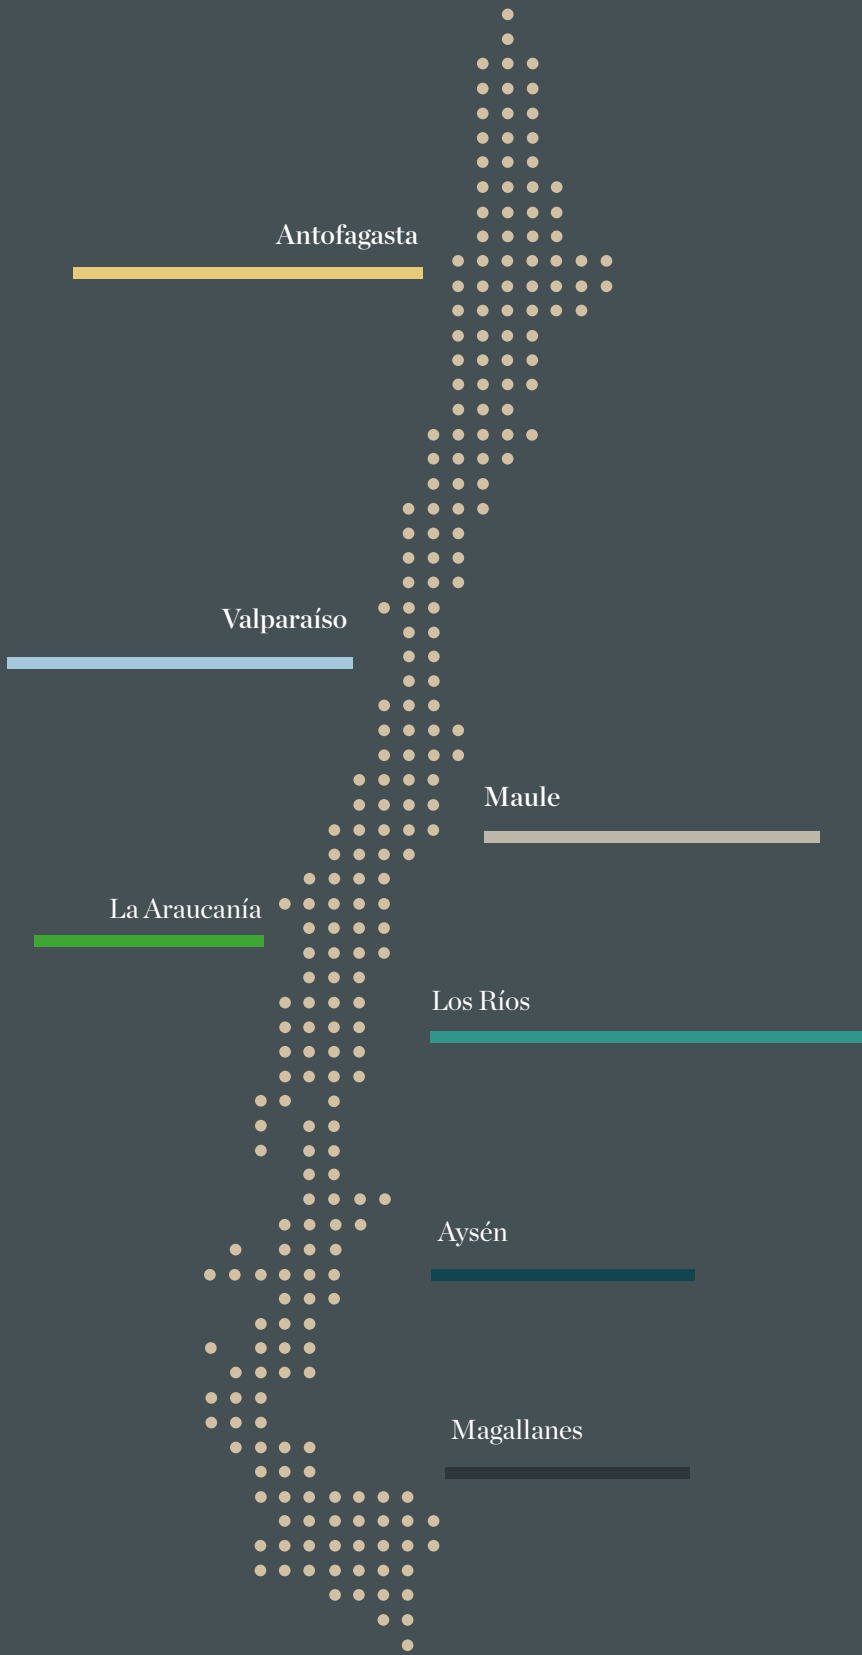 Antofagasta
Valparaíso
Maule
La Araucanía
Los Ríos
Aysén
Magallanes